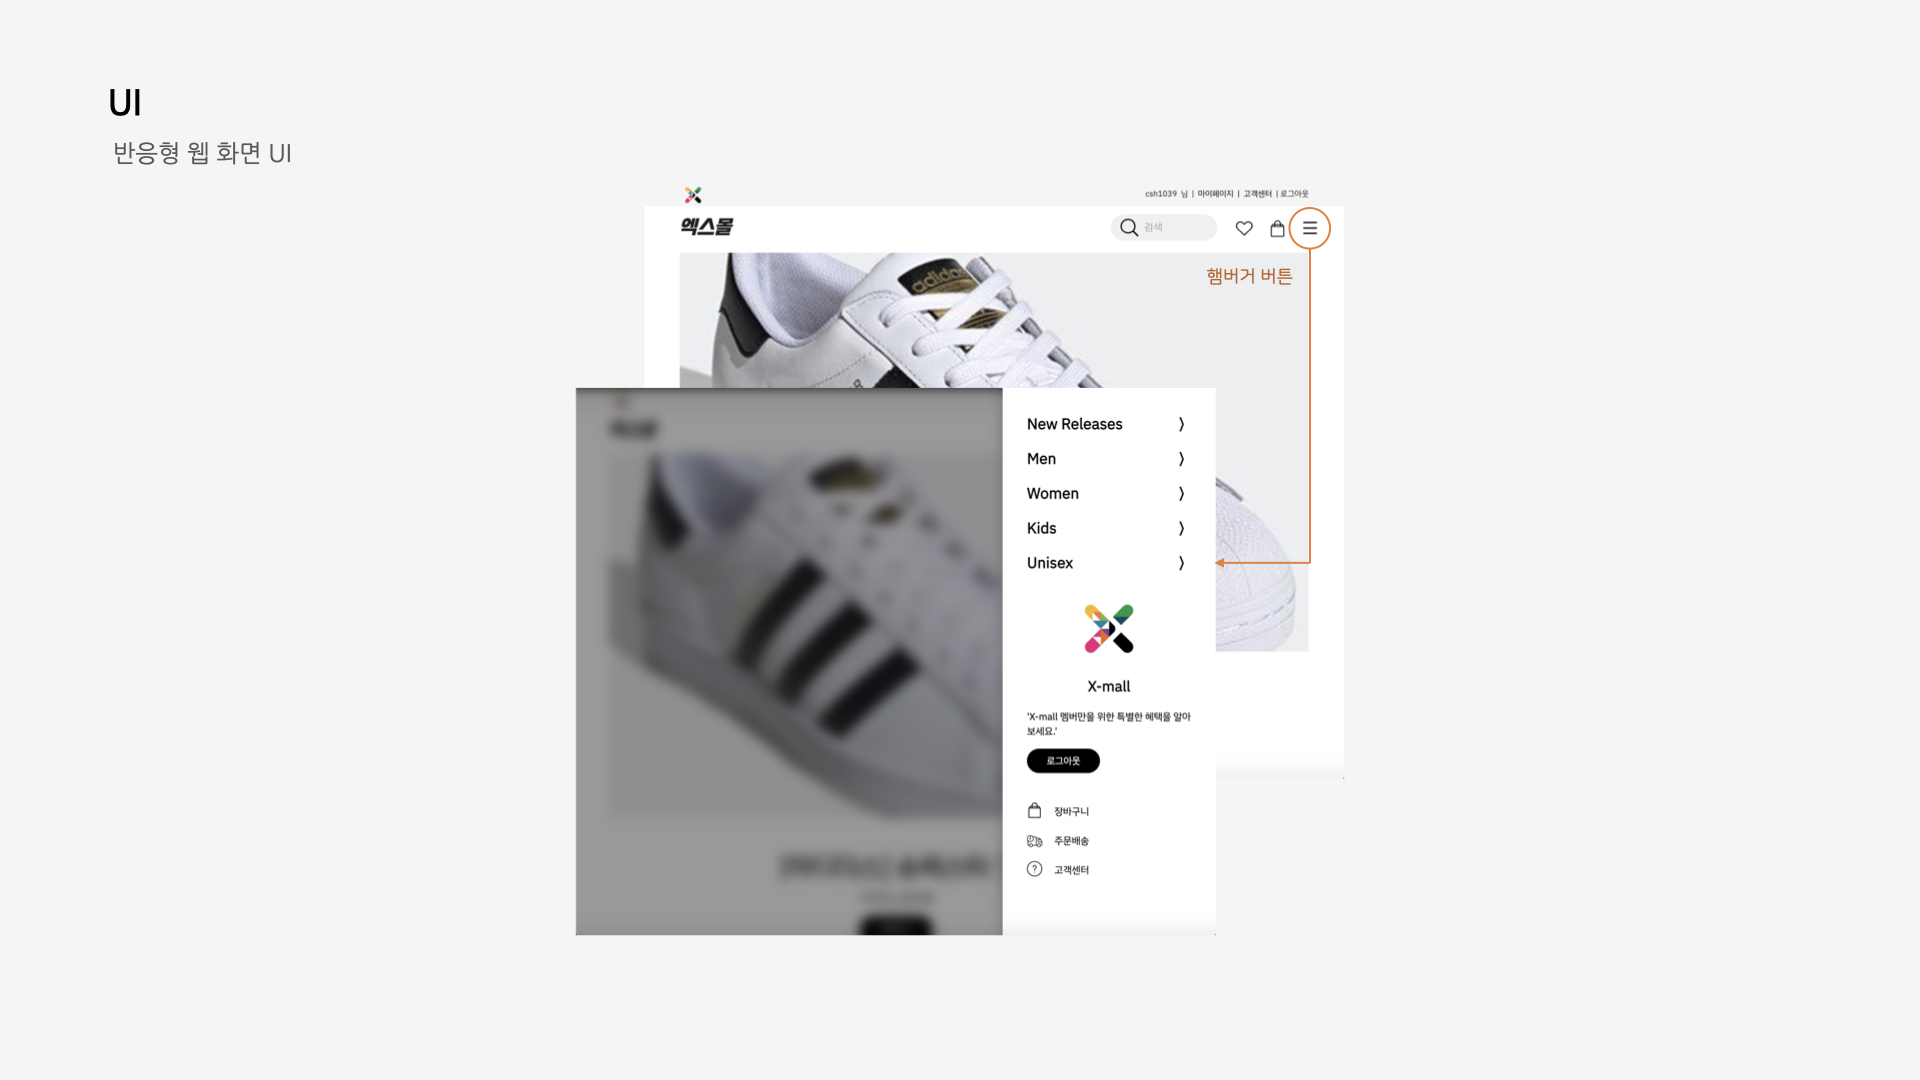 UI
반응형 웹 화면 UI
csh1039 님 | 마이페이지 | 고객센터 | 로그아웃
엑스몰
검색
햄버거 버튼
adidas
New Releases
Men
Women
Kids
Unisex
X-mall
'X-mall 멤버만을 위한 특별한 혜택을 알아
보세요.'
로그아웃
장바구니
주문배송
고객센터